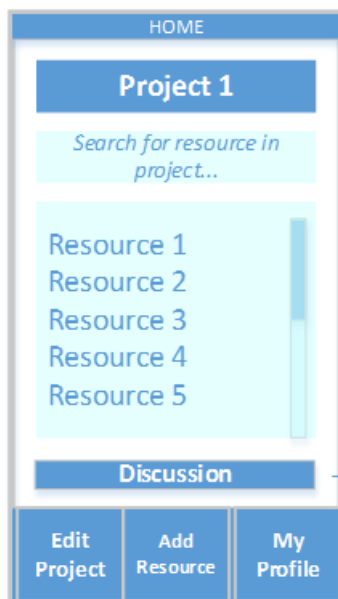 HOME
Project 1
Search for resource in
project...
Resource 1
Resource 2
Resource 3
Resource 4
Resource 5
Discussion
Edit
Project
Add
Resource
My
Profile